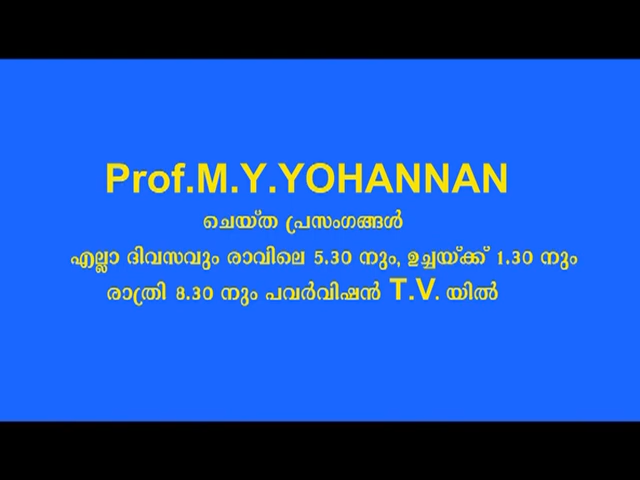 Prof.M.Y.YOHANNAN
ചെയ്ത പ്രസംഗങ്ങൾ
എല്ലാ ദിവസവും രാവിലെ 5.30 നും, ഉച്ചയ്ക്ക് 1.30 നും
രാത്രി 8.30 നും പവർവിഷൻ T.V. യിൽ